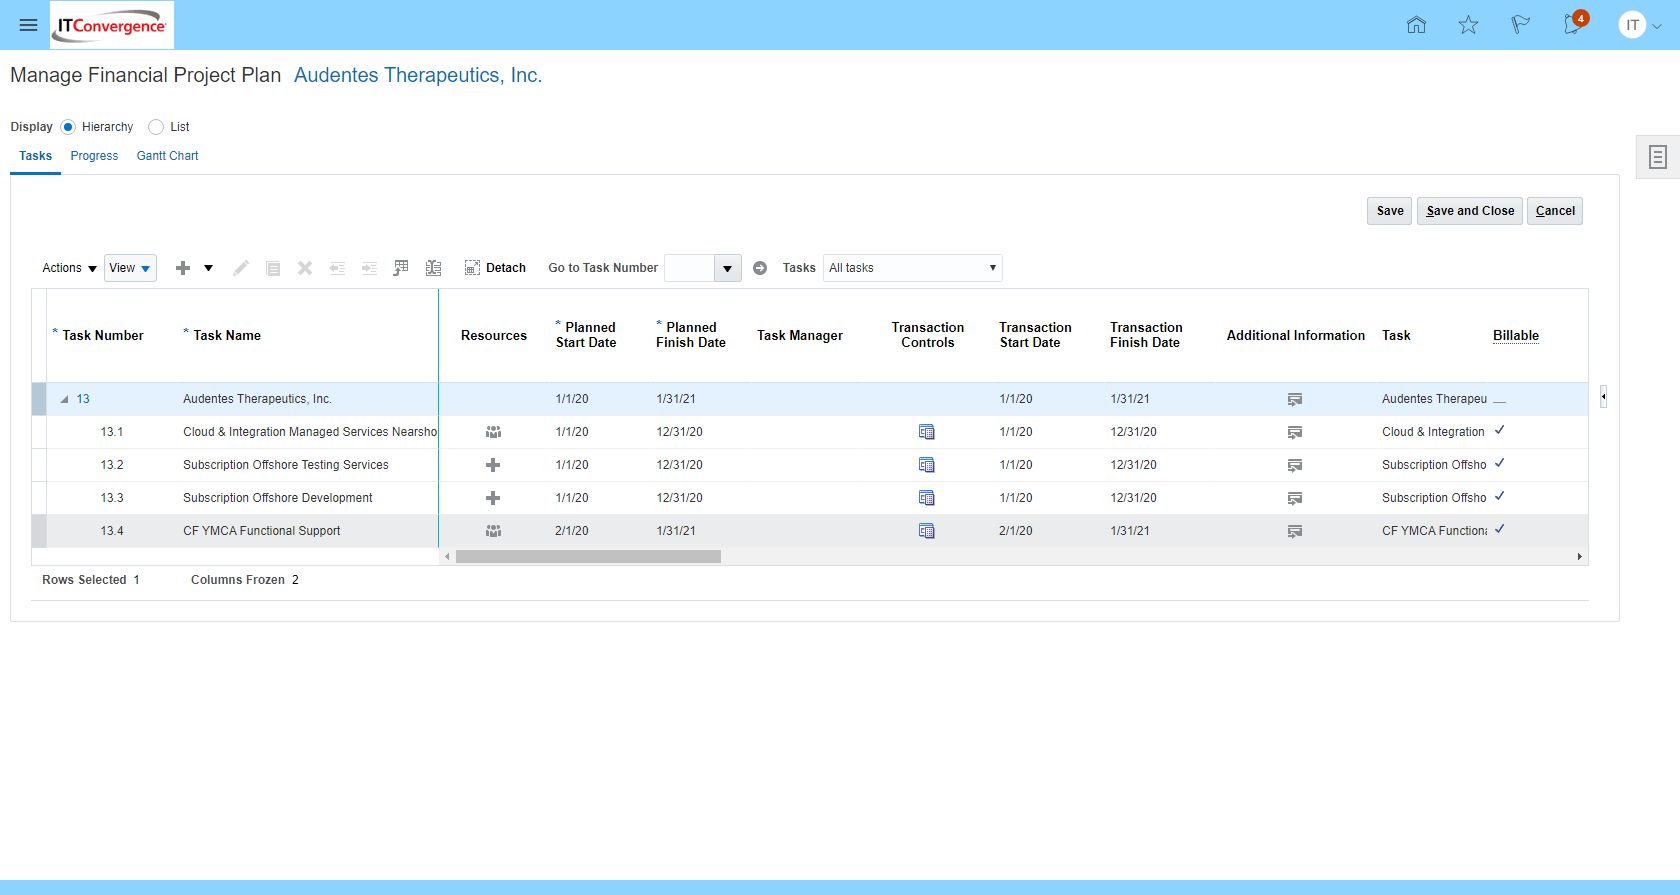 ITConvergence
4
IT
Manage Financial Project Plan Audentes Therapeutics, Inc.
Display Hierarchy List
Tasks Progress Gantt Chart
Save Save and Close Cancel
Actions View Detach Go to Task Number Tasks All tasks
* Task Number * Task Name Resources * Planned Start Date * Planned Finish Date Task Manager Transaction Controls Transaction Start Date Transaction Finish Date Additional Information Task Billable
13 Audentes Therapeutics, Inc. 1/1/20 1/31/21 1/1/20 1/31/21 Audentes Therapeu
13.1 Cloud & Integration Managed Services Nearsho 1/1/20 12/31/20 1/1/20 12/31/20 Cloud & Integration
13.2 Subscription Offshore Testing Services 1/1/20 12/31/20 1/1/20 12/31/20 Subscription Offsho
13.3 Subscription Offshore Development 1/1/20 12/31/20 1/1/20 12/31/20 Subscription Offsho
13.4 CF YMCA Functional Support 2/1/20 1/31/21 2/1/20 1/31/21 CF YMCA Functiona
Rows Selected 1 Columns Frozen 2